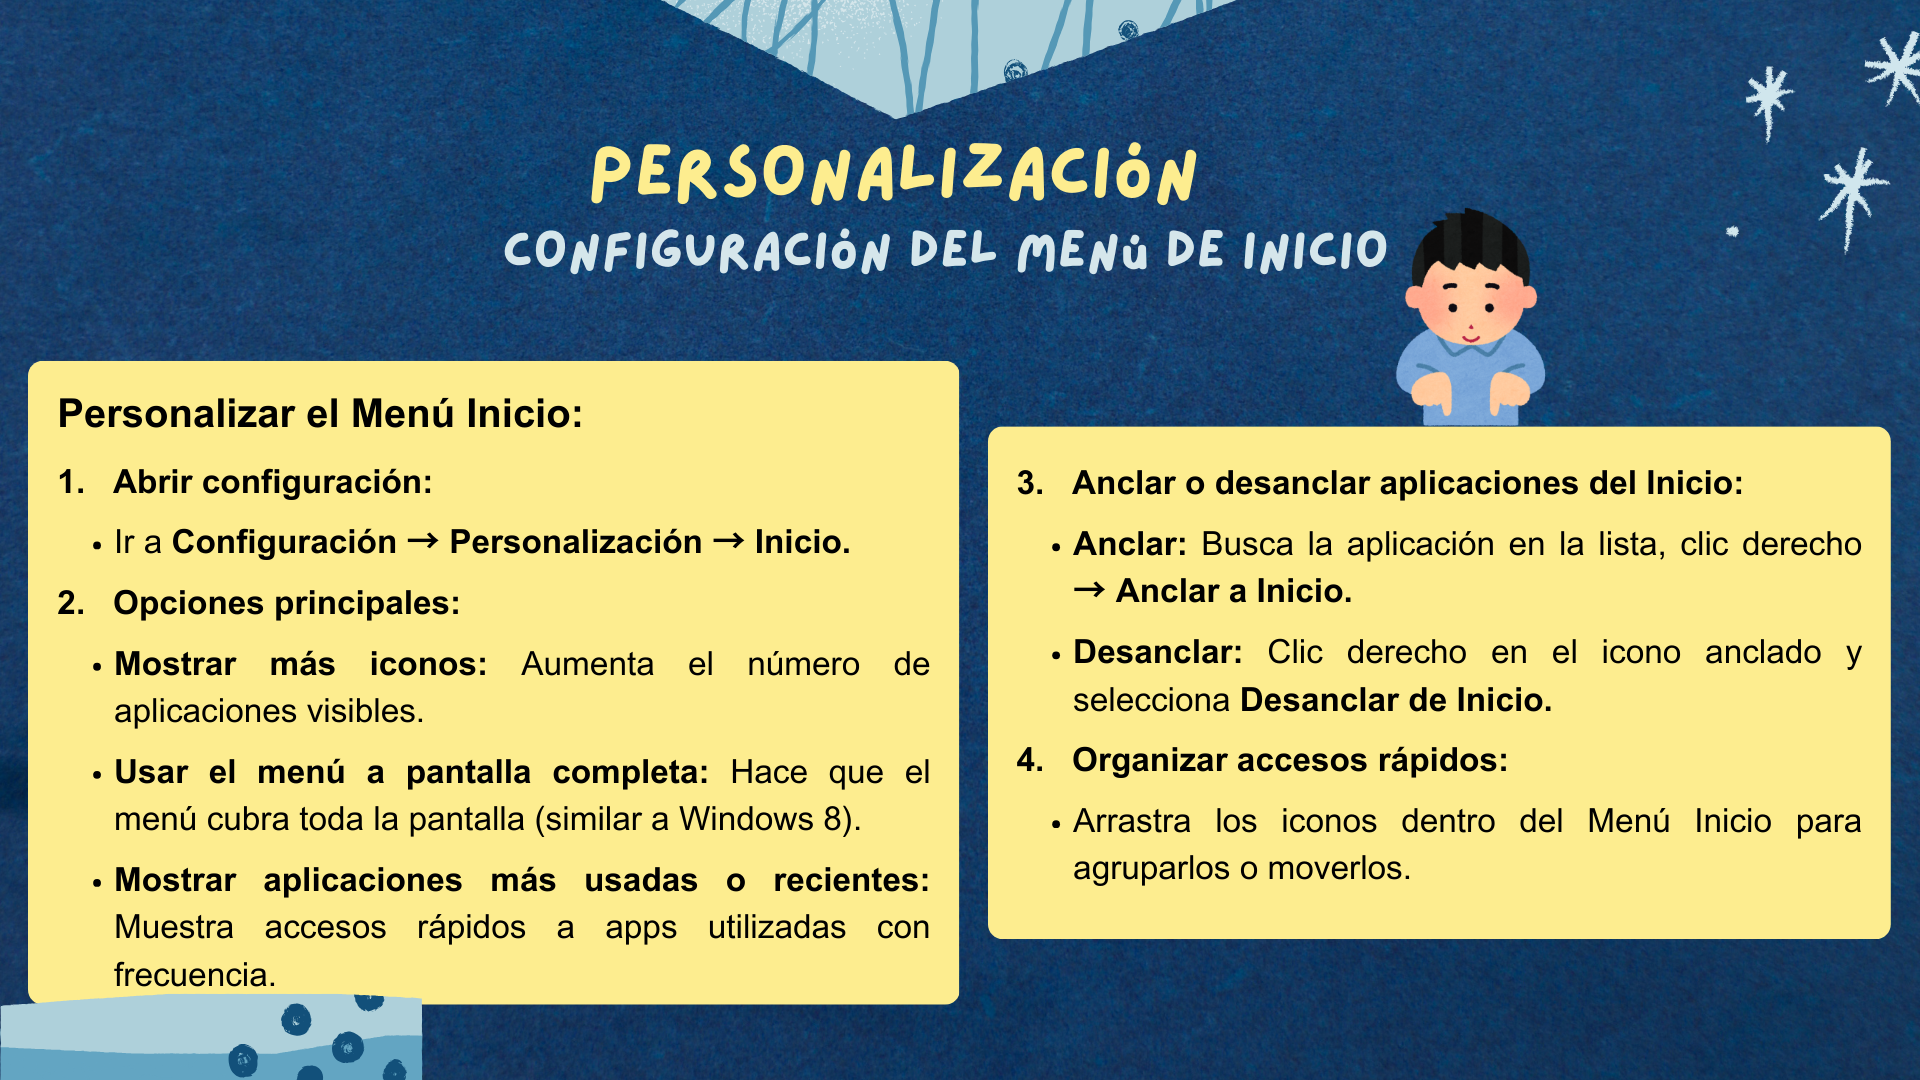 PERSONALIZACIÓN
CONFIGURACIÓN DEL MENÚ DE INICIO
Personalizar el Menú Inicio:
1. Abrir configuración:
• Ir a Configuración → Personalización → Inicio.
2. Opciones principales:
• Mostrar más iconos: Aumenta el número de
aplicaciones visibles.
• Usar el menú a pantalla completa: Hace que el
menú cubra toda la pantalla (similar a Windows 8).
• Mostrar aplicaciones más usadas o recientes:
Muestra accesos rápidos a apps utilizadas con
frecuencia.
3. Anclar o desanclar aplicaciones del Inicio:
• Anclar: Busca la aplicación en la lista, clic derecho
→ Anclar a Inicio.
• Desanclar: Clic derecho en el icono anclado y
selecciona Desanclar de Inicio.
4. Organizar accesos rápidos:
• Arrastra los iconos dentro del Menú Inicio para
agruparlos o moverlos.